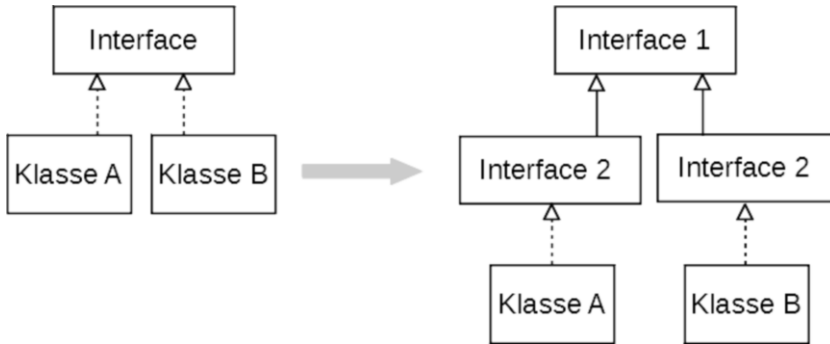 Interface
Klasse A
Klasse B
Interface 1
Interface 2
Interface 2
Klasse A
Klasse B